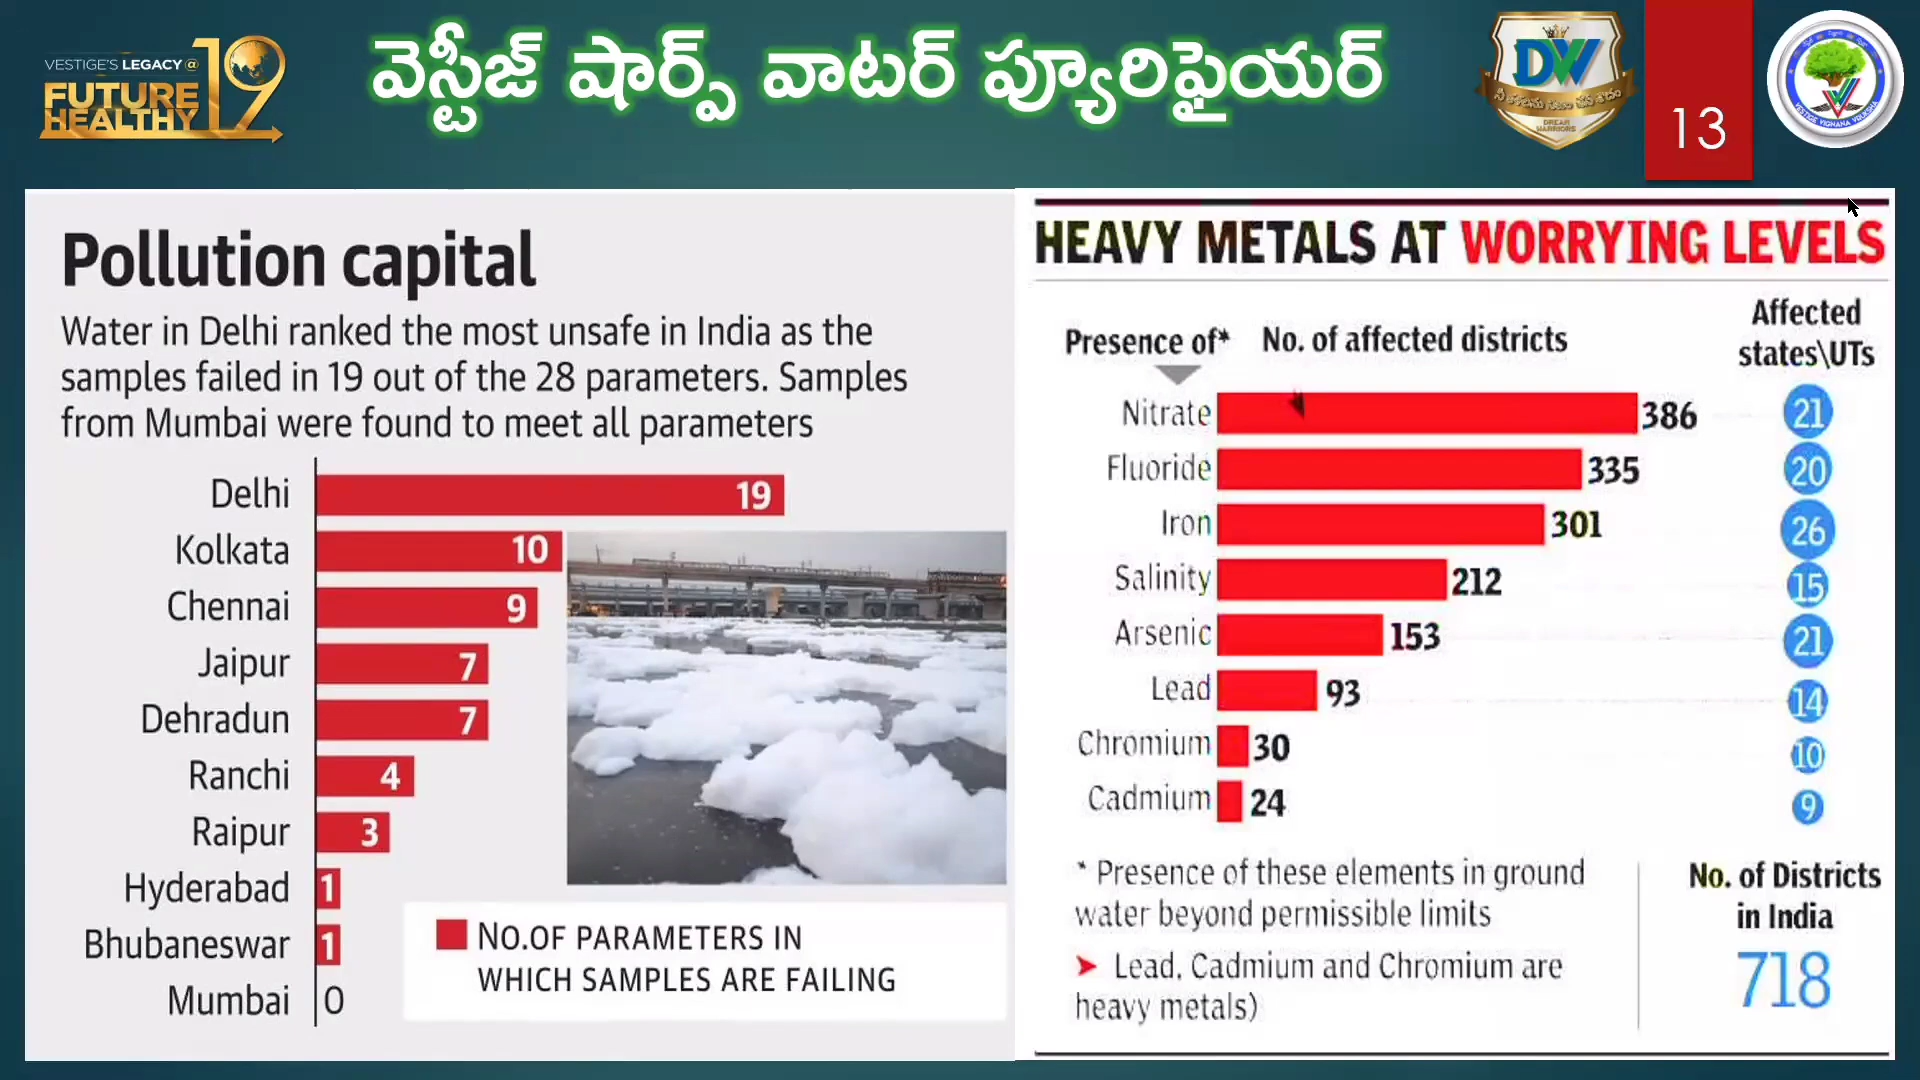 VESTIGE'S LEGACY @
FUTURE
HEALTHY
19
వెస్టీజ్ షార్ప్ వాటర్ ప్యూరిఫైయర్
DW
DREAM
WARRIORS
13
VESTIGE VIGNANA VRUKSHA
Pollution capital
Water in Delhi ranked the most unsafe in India as the
samples failed in 19 out of the 28 parameters. Samples
from Mumbai were found to meet all parameters
Delhi 19
Kolkata 10
Chennai 9
Jaipur 7
Dehradun 7
Ranchi 4
Raipur 3
Hyderabad 1
Bhubaneswar 1
Mumbai 0
NO.OF PARAMETERS IN
WHICH SAMPLES ARE FAILING
HEAVY METALS AT WORRYING LEVELS
Presence of* No. of affected districts
Affected
states\UTs
Nitrate 386 21
Fluoride 335 20
Iron 301 26
Salinity 212 15
Arsenic 153 21
Lead 93 14
Chromium 30 10
Cadmium 24 9
* Presence of these elements in ground
water beyond permissible limits
➤ Lead, Cadmium and Chromium are
heavy metals)
No. of Districts
in India
718